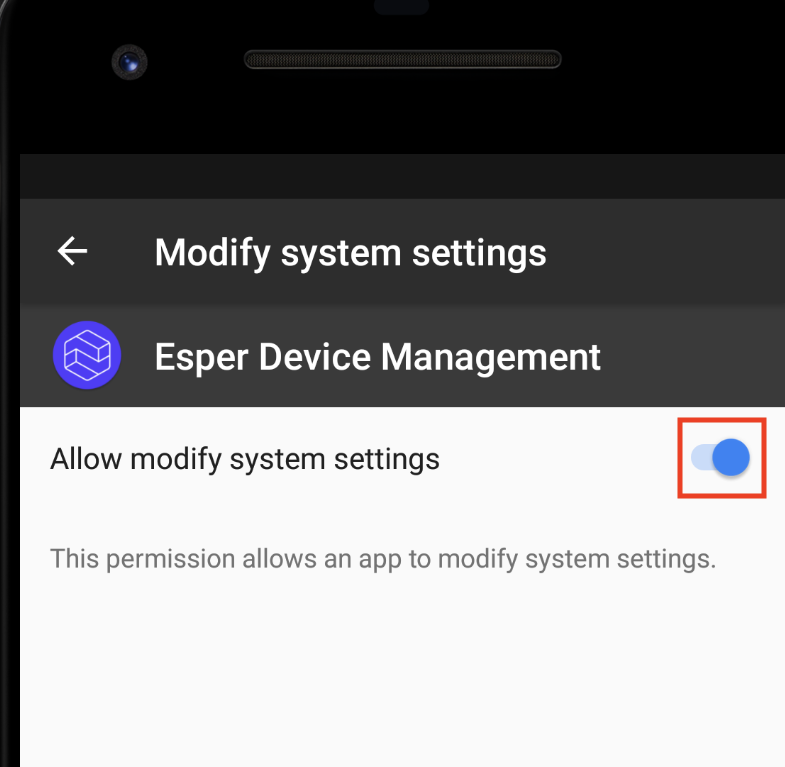 Modify system settings
Esper Device Management
Allow modify system settings
This permission allows an app to modify system settings.